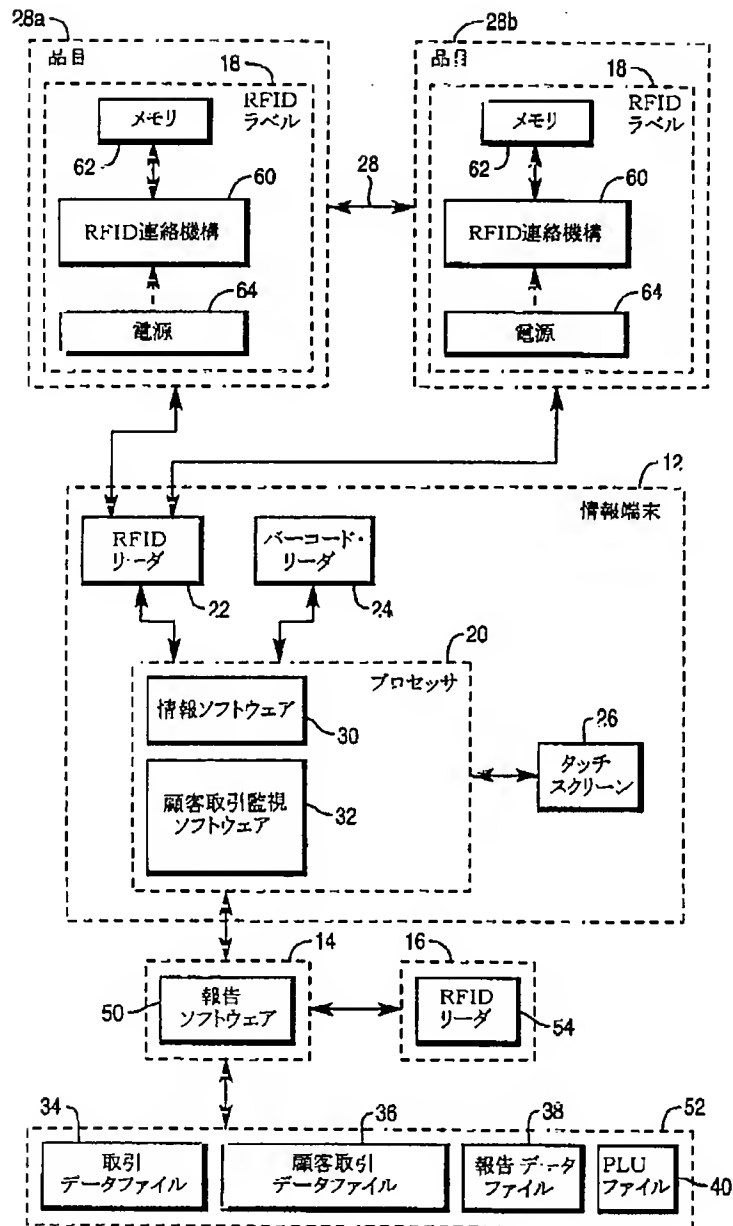 28a
品目
18
RFID
ラベル
メモリ
62
60
RFID連絡機構
64
電源
28
28b
品目
18
RFID
ラベル
メモリ
62
60
RFID連絡機構
64
電源
12
情報端末
RFID
リーダ
22
バーコード・
リーダ
24
20
プロセッサ
情報ソフトウェア
30
顧客取引監視
ソフトウェア
32
26
タッチ
スクリーン
14
50
報告
ソフトウェア
16
RFID
リーダ
54
34
取引
データファイル
36
顧客取引
データファイル
38
報告データ
ファイル
52
PLU
ファイル
40